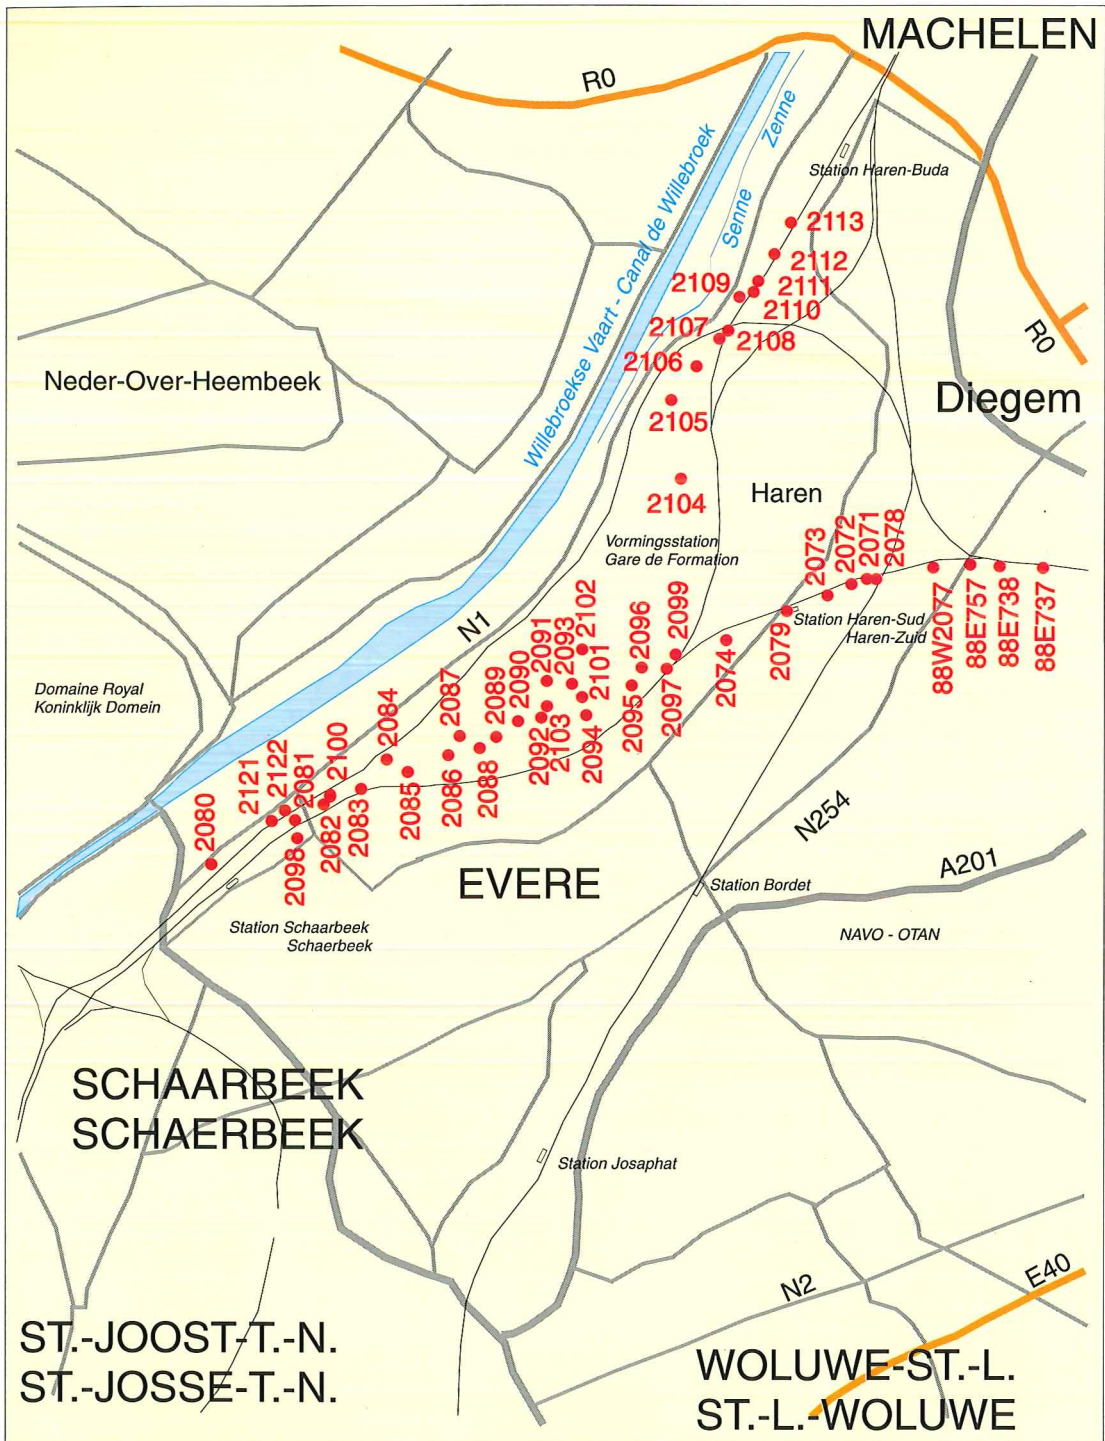 MACHELEN
R0
Zenne
Senne
Willebroekse Vaart - Canal de Willebroek
Station Haren-Buda
2113
2112
2111
2109
2110
2107
2108
2106
R0
Neder-Over-Heembeek
Diegem
2105
2104
Haren
Vormingsstation
Gare de Formation
2073
2072
2071
2078
Station Haren-Sud
Haren-Zuid
2079
88W2077
88E757
88E738
88E737
N1
2102
2091
2093
2101
2096
2099
2074
2097
2095
2094
2103
2092
2090
2089
2087
2088
2086
2084
2085
2083
2100
2082
2081
2122
2121
2098
2080
Domaine Royal
Koninklijk Domein
N254
A201
EVERE
Station Bordet
Station Schaarbeek
Schaerbeek
NAVO - OTAN
SCHAARBEEK
SCHAERBEEK
Station Josaphat
N2
E40
ST.-JOOST-T.-N.
ST.-JOSSE-T.-N.
WOLUWE-ST.-L.
ST.-L.-WOLUWE